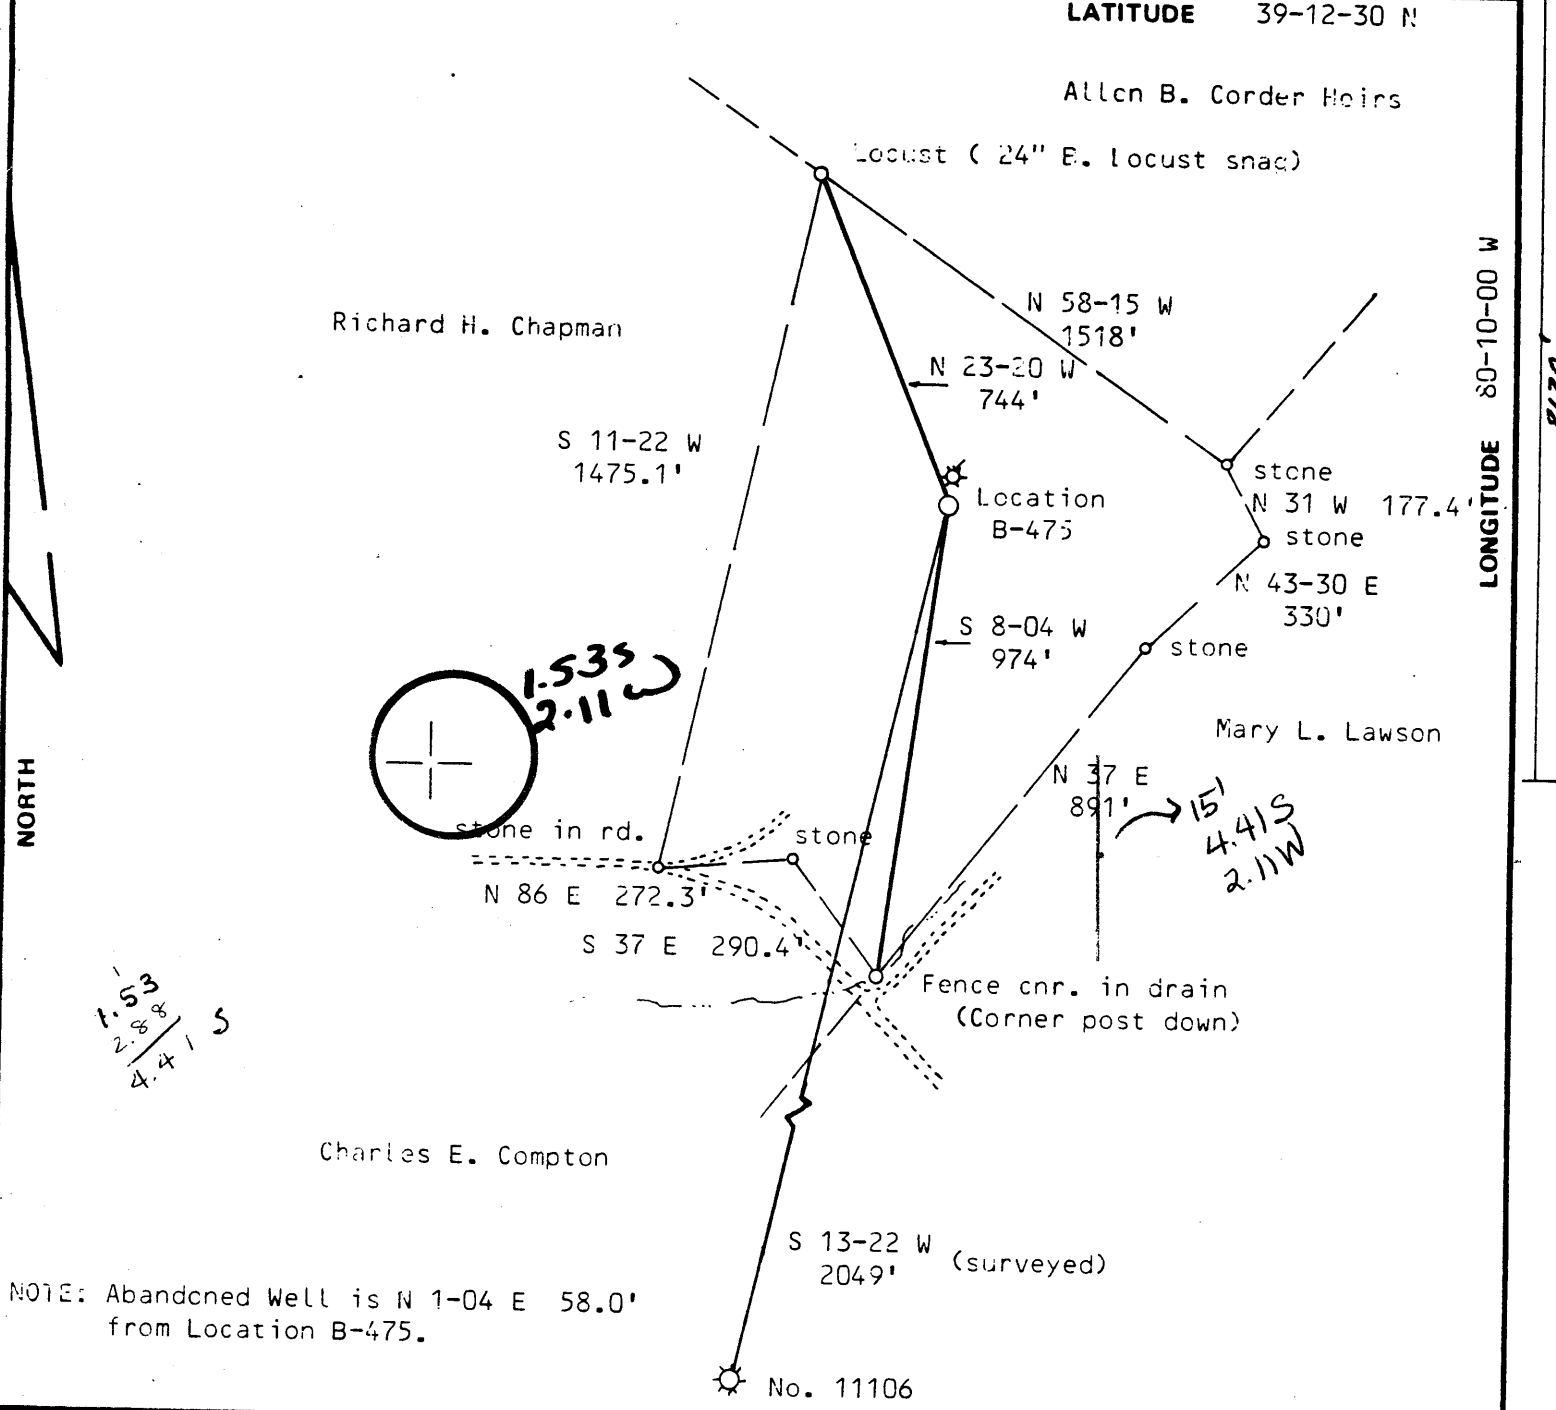 LATITUDE 39-12-30 N
Allen B. Corder Heirs
Locust ( 24" B. locust snag)
N 58-15 W
1518'
Richard H. Chapman
N 23-20 W
744'
LONGITUDE 80-10-00 W
S 11-22 W
1475.1'
stone
N 31 W 177.4'
Location
B-475
stone
N 43-30 E
330'
S 8-04 W
974'
stone
1.53S
2.11W
Mary L. Lawson
NORTH
N 37 E
891'
15'
4.41S
2.11W
stone in rd.
stone
N 86 E 272.3'
S 37 E 290.4'
Fence cnr. in drain
(Corner post down)
1.53
2.88
4.41 S
Charles E. Compton
S 13-22 W (surveyed)
2049'
NOTE: Abandoned Well is N 1-04 E 58.0'
from Location B-475.
No. 11106